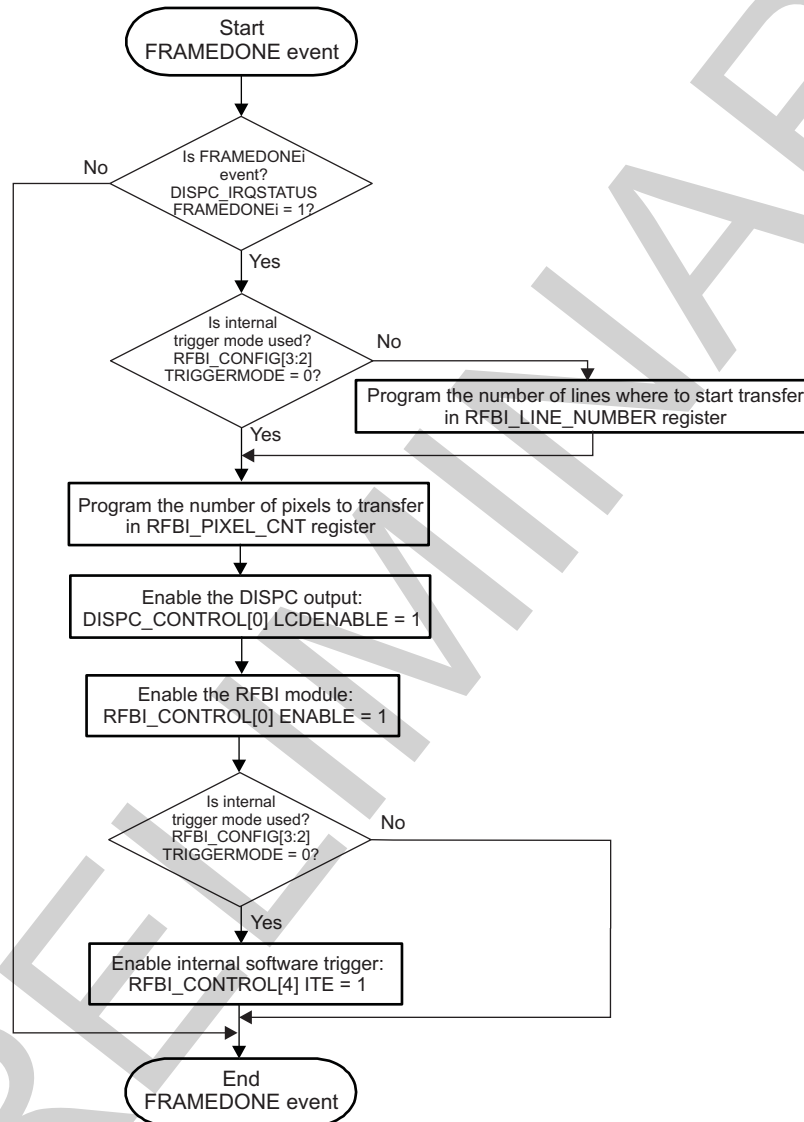 Start
FRAMEDONE event
Is FRAMEDONEi
event?
DISPC_IRQSTATUS
FRAMEDONEi = 1?
No
Yes
Is internal
trigger mode used?
RFBI_CONFIG[3:2]
TRIGGERMODE = 0?
No
Program the number of lines where to start transfer
in RFBI_LINE_NUMBER register
Yes
Program the number of pixels to transfer
in RFBI_PIXEL_CNT register
Enable the DISPC output:
DISPC_CONTROL[0] LCDENABLE = 1
Enable the RFBI module:
RFBI_CONTROL[0] ENABLE = 1
Is internal
trigger mode used?
RFBI_CONFIG[3:2]
TRIGGERMODE = 0?
No
Yes
Enable internal software trigger:
RFBI_CONTROL[4] ITE = 1
End
FRAMEDONE event
RELIMINAR